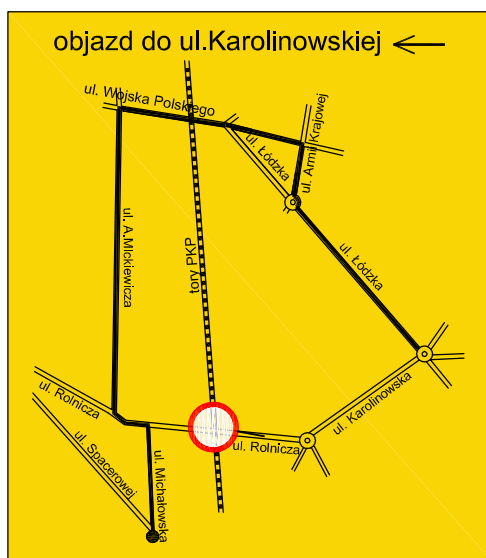 objazd do ul.Karolinowskiej
ul. Wojska Polskiego
ul. Armii Krajowej
ul. Łódzka
ul. A.MIckiewicza
tory PKP
ul. Łódzka
ul. Karolinowska
ul. Rolnicza
ul. Rolnicza
ul. Spacerowej
ul. Michałowska